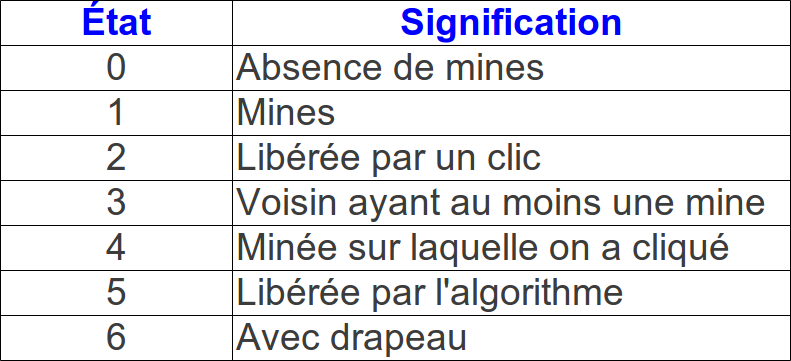 État Signification
0 Absence de mines
1 Mines
2 Libérée par un clic
3 Voisin ayant au moins une mine
4 Minée sur laquelle on a cliqué
5 Libérée par l'algorithme
6 Avec drapeau